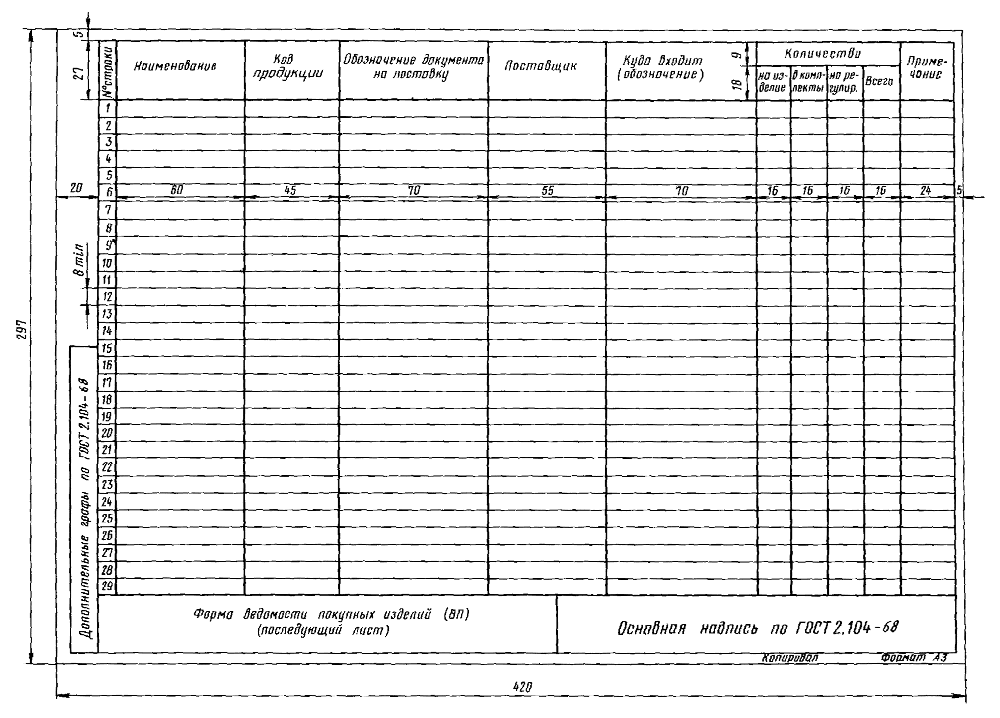 5
27
№ строки
Наименование
Код
продукции
Обозначение документа
на поставку
Поставщик
Куда входит
(обозначение)
9
18
Количество
на из-
делие
в комп-
лекты
на ре-
гулир.
Всего
Приме-
чание
1
2
3
4
5
20
6
60
45
70
55
70
16
16
16
16
24
5
7
8
9
10
8 min
11
12
13
14
297
15
16
17
18
19
20
21
22
23
24
25
26
27
28
29
Дополнительные графы по ГОСТ 2.104-68
Форма ведомости покупных изделий (ВП)
(последующий лист)
Основная надпись по ГОСТ 2.104-68
Копировал Формат А3
420